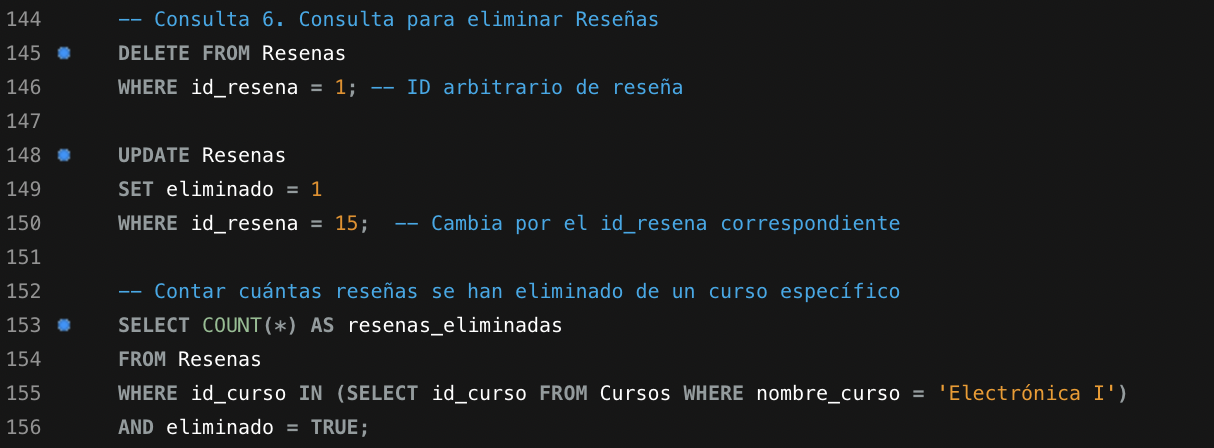 144 -- Consulta 6. Consulta para eliminar Reseñas
145 DELETE FROM Resenas
146 WHERE id_resena = 1; -- ID arbitrario de reseña
147
148 UPDATE Resenas
149 SET eliminado = 1
150 WHERE id_resena = 15;  -- Cambia por el id_resena correspondiente
151
152 -- Contar cuántas reseñas se han eliminado de un curso específico
153 SELECT COUNT(*) AS resenas_eliminadas
154 FROM Resenas
155 WHERE id_curso IN (SELECT id_curso FROM Cursos WHERE nombre_curso = 'Electrónica I')
156 AND eliminado = TRUE;